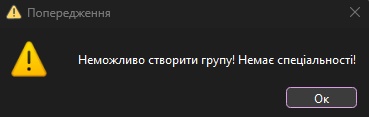 Попередження
Неможливо створити групу! Немає спеціальності!
Ок